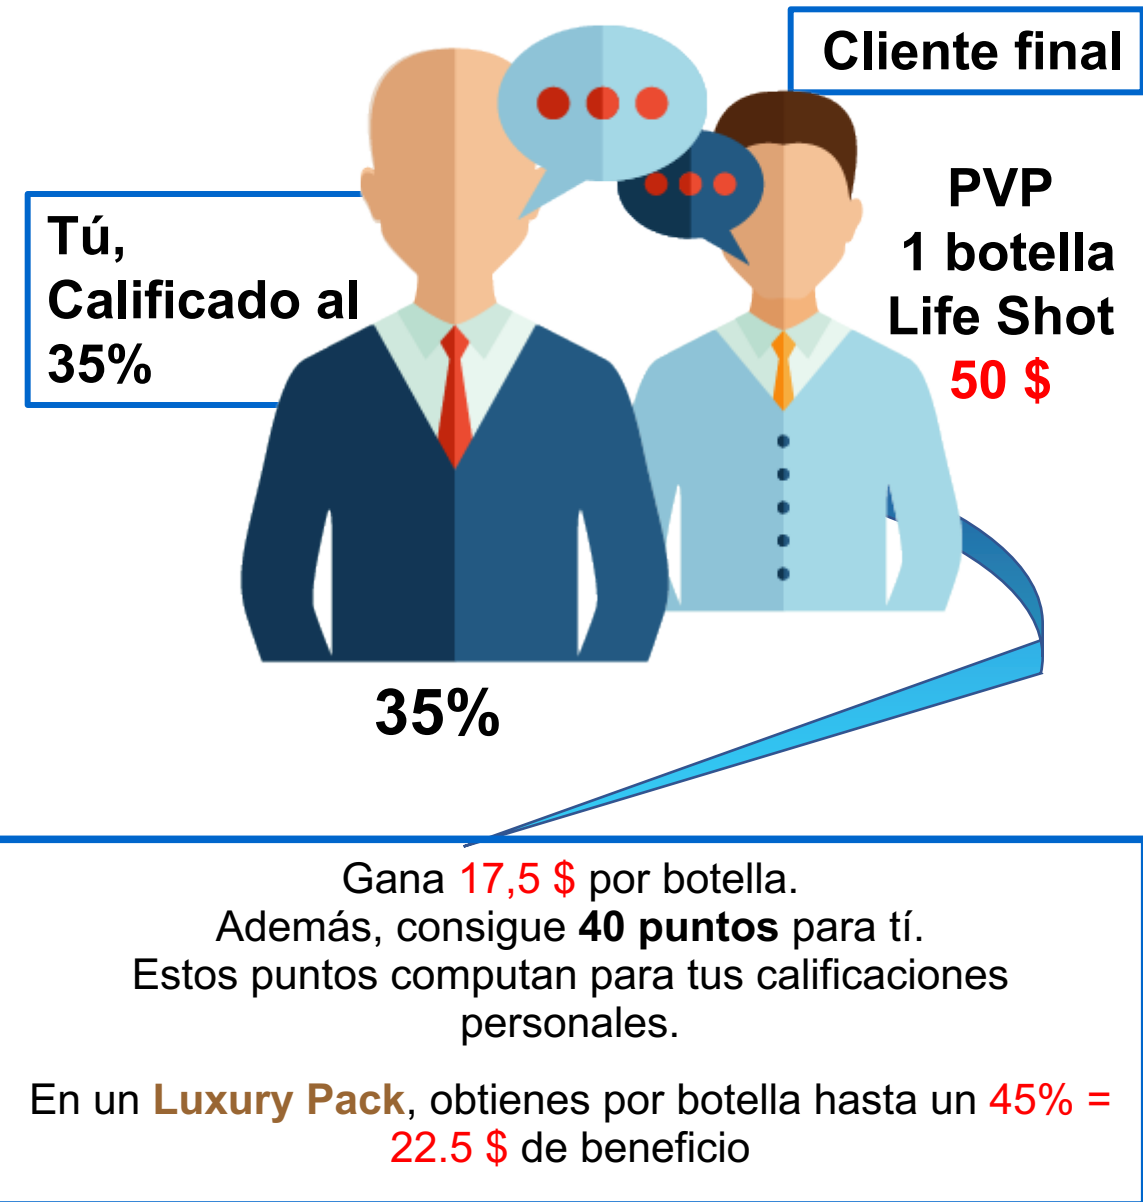 Cliente final
Tú,
Calificado al
35%
PVP
1 botella
Life Shot
50 $
35%
Gana 17,5 $ por botella.
Además, consigue 40 puntos para tí.
Estos puntos computan para tus calificaciones
personales.
En un Luxury Pack, obtienes por botella hasta un 45% =
22.5 $ de beneficio